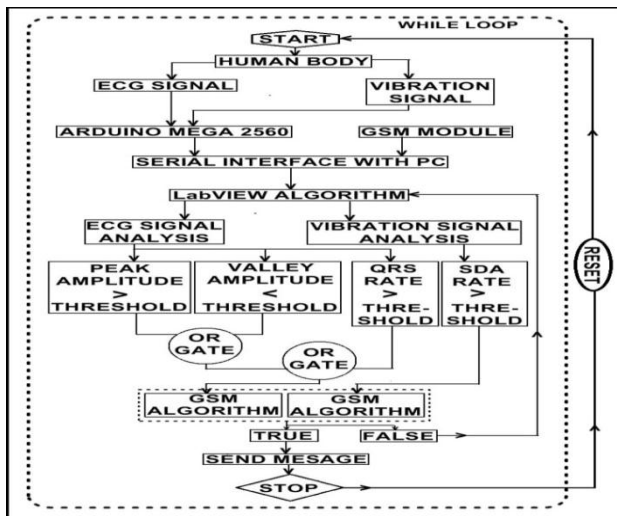 WHILE LOOP
START
HUMAN BODY
ECG SIGNAL
VIBRATION
SIGNAL
ARDUINO MEGA 2560
GSM MODULE
SERIAL INTERFACE WITH PC
LabVIEW ALGORITHM
ECG SIGNAL
ANALYSIS
VIBRATION SIGNAL
ANALYSIS
PEAK
AMPLITUDE
>
THRESHOLD
VALLEY
AMPLITUDE
<
THRESHOLD
QRS
RATE
>
THRE-
SHOLD
SDA
RATE
>
THRE-
SHOLD
RESET
OR
GATE
OR
GATE
GSM
ALGORITHM
GSM
ALGORITHM
TRUE
FALSE
SEND MESAGE
STOP